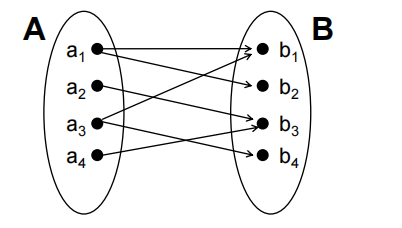 A B
a₁ b₁
a₂ b₂
a₃ b₃
a₄ b₄